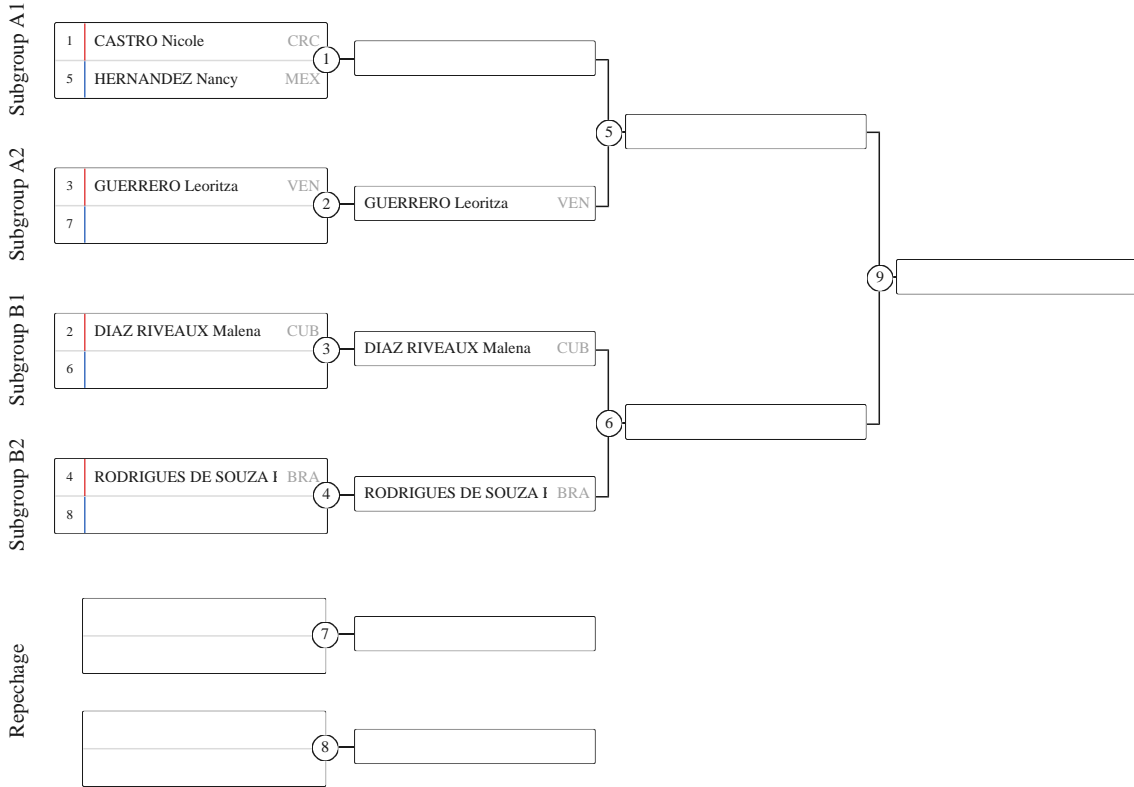 Subgroup A1
1 CASTRO Nicole CRC
5 HERNANDEZ Nancy MEX
1
Subgroup A2
3 GUERRERO Leoritza VEN
7
2
GUERRERO Leoritza VEN
5
Subgroup B1
2 DIAZ RIVEAUX Malena CUB
6
3
DIAZ RIVEAUX Malena CUB
Subgroup B2
4 RODRIGUES DE SOUZA BRA
8
4
RODRIGUES DE SOUZA BRA
6
9
Repechage
7
8